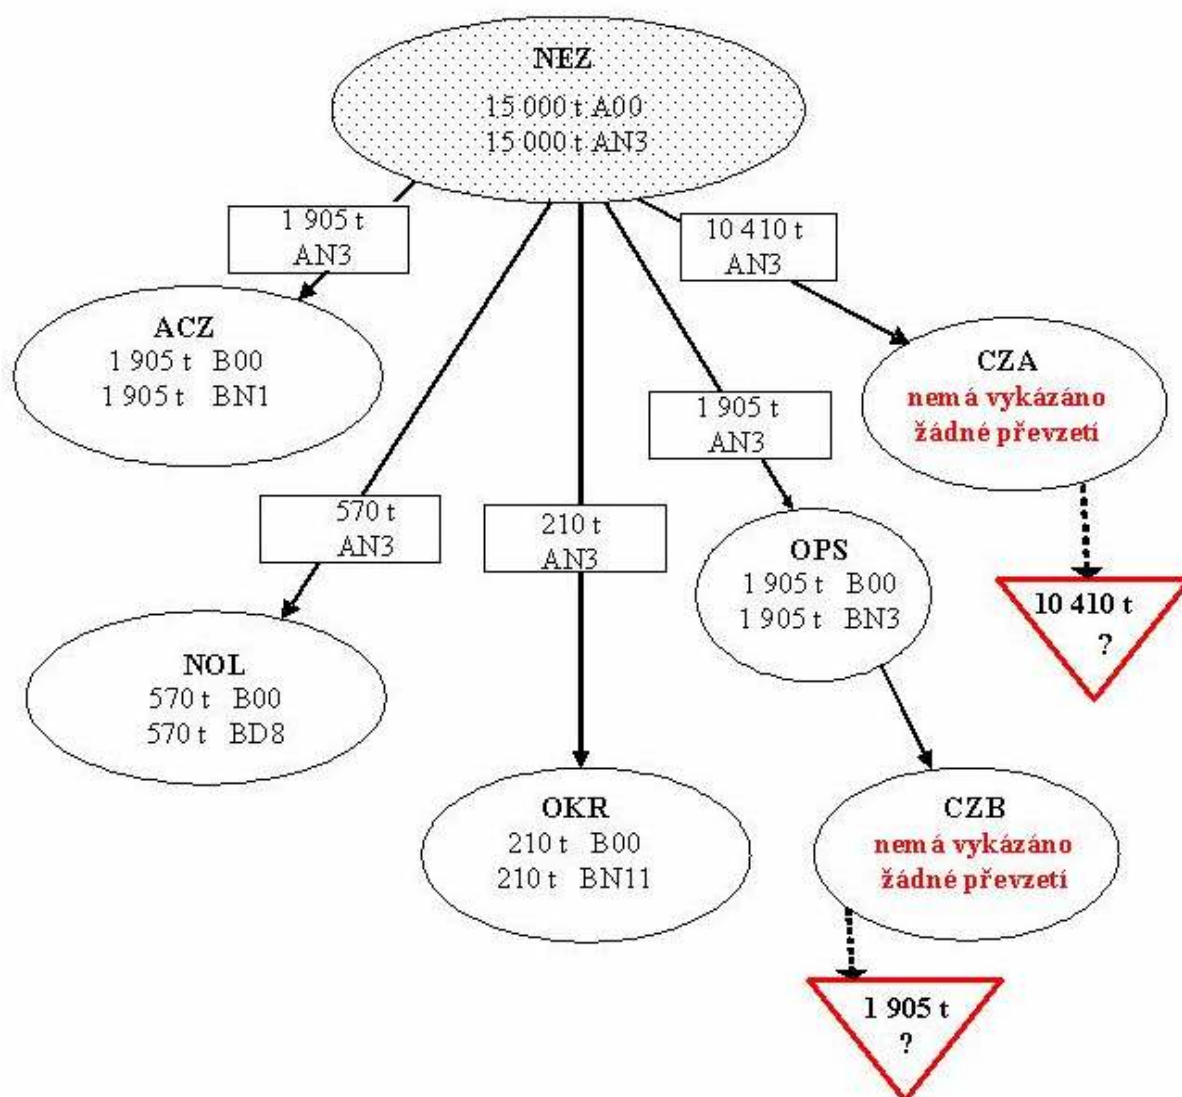 NEZ
15 000 t A00
15 000 t AN3
1 905 t
AN3
10 410 t
AN3
ACZ
1 905 t B00
1 905 t BN1
CZA
nemá vykázáno
žádné převzetí
1 905 t
AN3
570 t
AN3
210 t
AN3
OPS
1 905 t B00
1 905 t BN3
10 410 t
?
NOL
570 t B00
570 t BD8
OKR
210 t B00
210 t BN11
CZB
nemá vykázáno
žádné převzetí
1 905 t
?